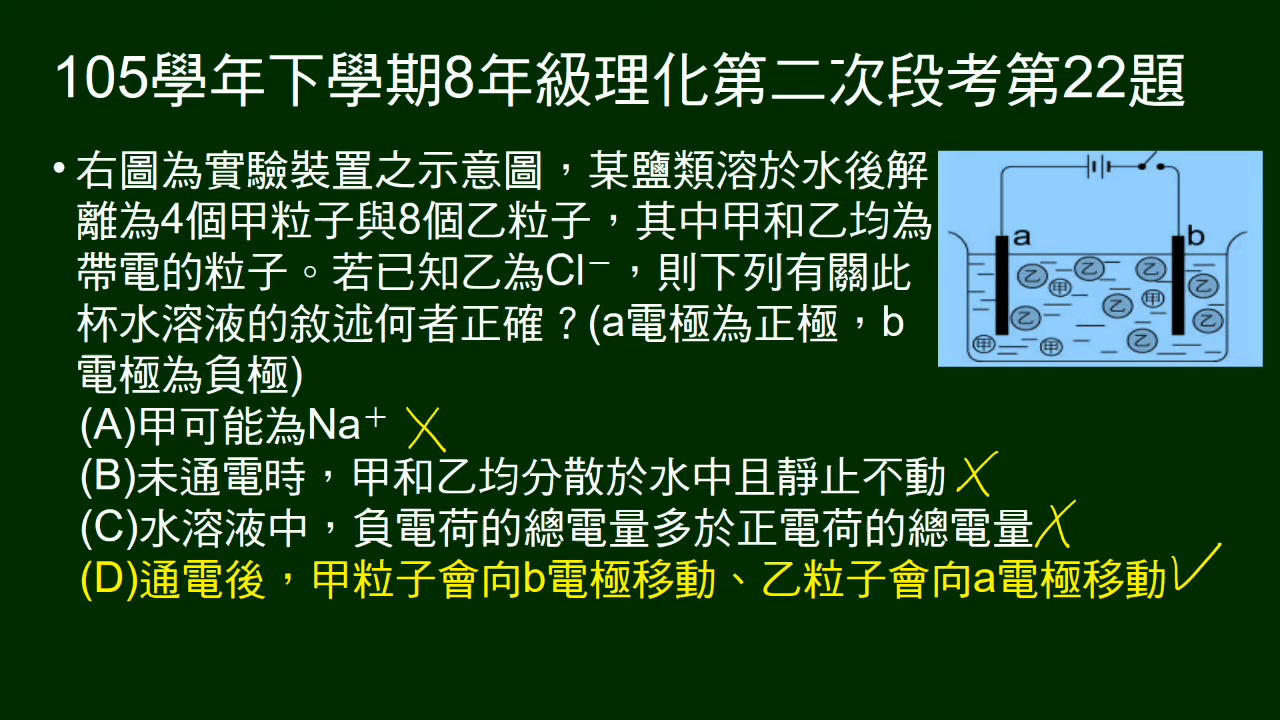 105學年下學期8年級理化第二次段考第22題
•右圖為實驗裝置之示意圖，某鹽類溶於水後解
離為4個甲粒子與8個乙粒子，其中甲和乙均為
帶電的粒子。若已知乙為Cl－，則下列有關此
杯水溶液的敘述何者正確？(a電極為正極，b
電極為負極)
(A)甲可能為Na＋
(B)未通電時，甲和乙均分散於水中且靜止不動
(C)水溶液中，負電荷的總電量多於正電荷的總電量
(D)通電後，甲粒子會向b電極移動、乙粒子會向a電極移動
a
b
乙
乙
乙
甲
乙
乙
甲
乙
乙
乙
甲
甲